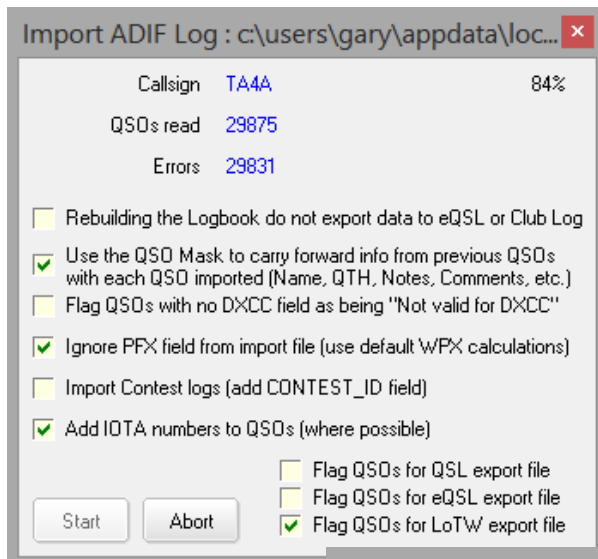 Import ADIF Log : c:\users\gary\appdata\loc...
Callsign TA4A 84%
QSOs read 29875
Errors 29831
Rebuilding the Logbook do not export data to eQSL or Club Log
Use the QSO Mask to carry forward info from previous QSOs
with each QSO imported (Name, QTH, Notes, Comments, etc.)
Flag QSOs with no DXCC field as being "Not valid for DXCC"
Ignore PFX field from import file (use default WPX calculations)
Import Contest logs (add CONTEST_ID field)
Add IOTA numbers to QSOs (where possible)
Flag QSOs for QSL export file
Flag QSOs for eQSL export file
Flag QSOs for LoTW export file
Start Abort